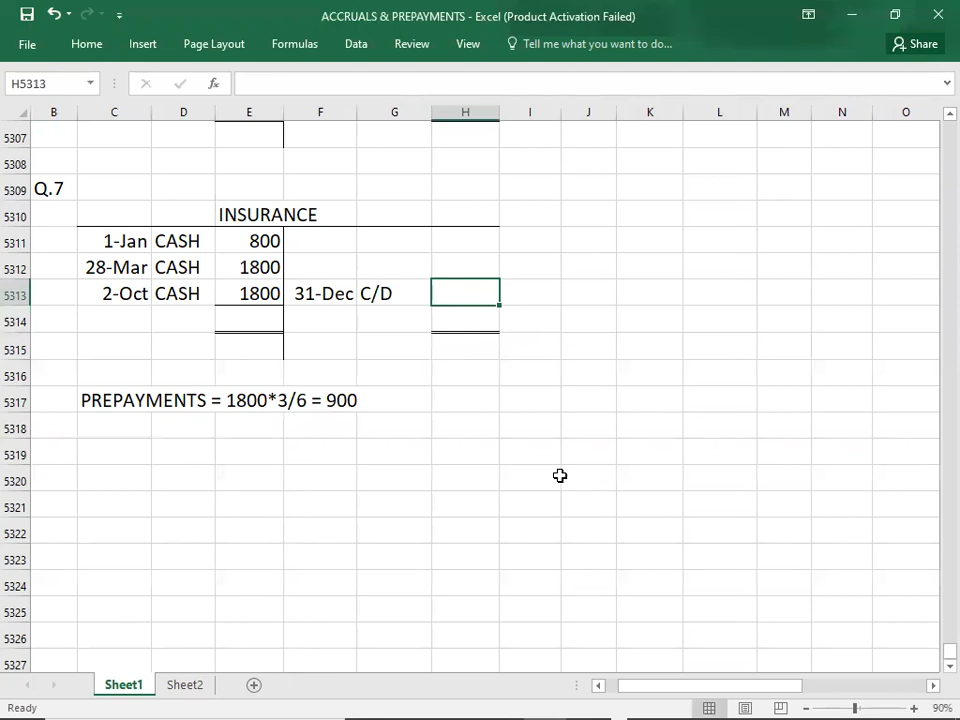 ACCRUALS & PREPAYMENTS - Excel (Product Activation Failed)
File Home Insert Page Layout Formulas Data Review View Tell me what you want to do... Share
H5313 fx
B C D E F G H I J K L M N O
5307
5308
5309 Q.7
5310 INSURANCE
5311 1-Jan CASH 800
5312 28-Mar CASH 1800
5313 2-Oct CASH 1800 31-Dec C/D
5314
5315
5316
5317 PREPAYMENTS = 1800*3/6 = 900
5318
5319
5320
5321
5322
5323
5324
5325
5326
5327
Sheet1 Sheet2
Ready 90%